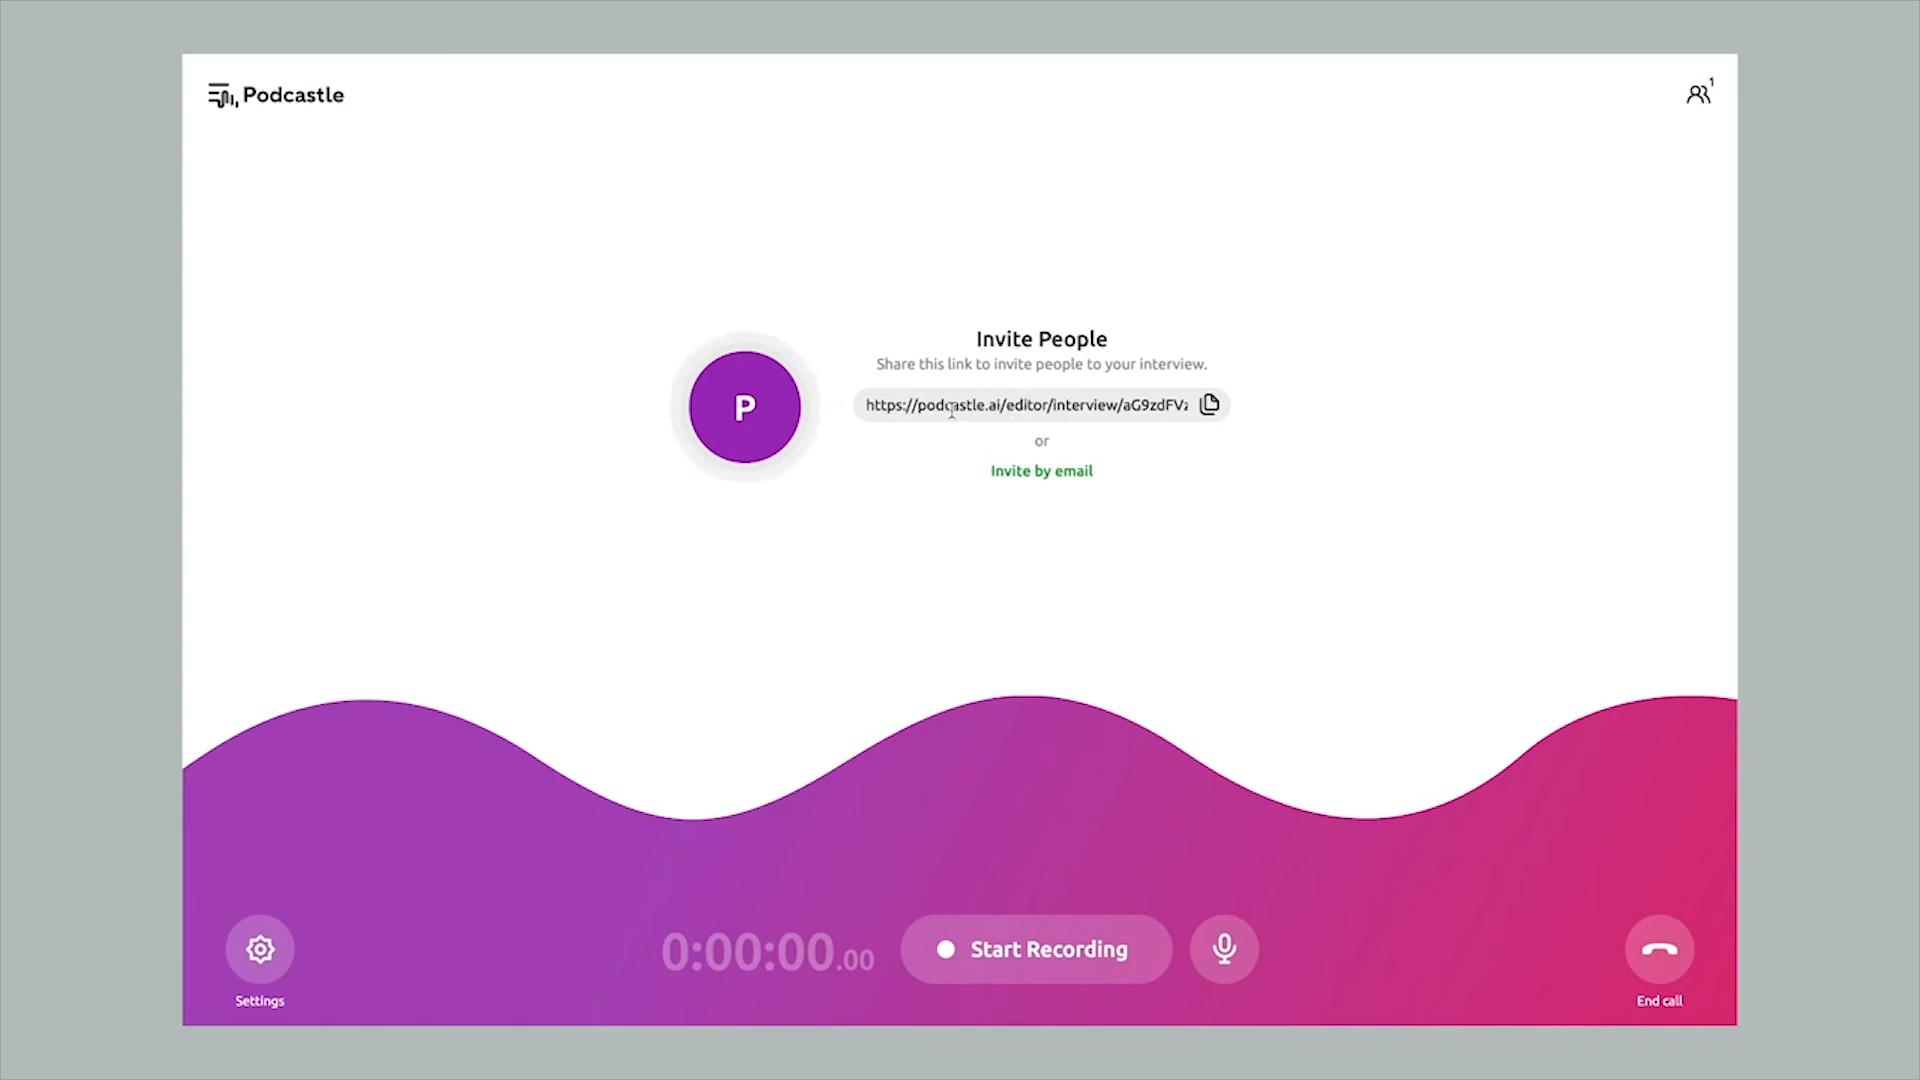 Podcastle
1
Invite People
Share this link to invite people to your interview.
P
https://podcastle.ai/editor/interview/aG9zdFVz
or
Invite by email
0:00:00.00
Start Recording
Settings
End call